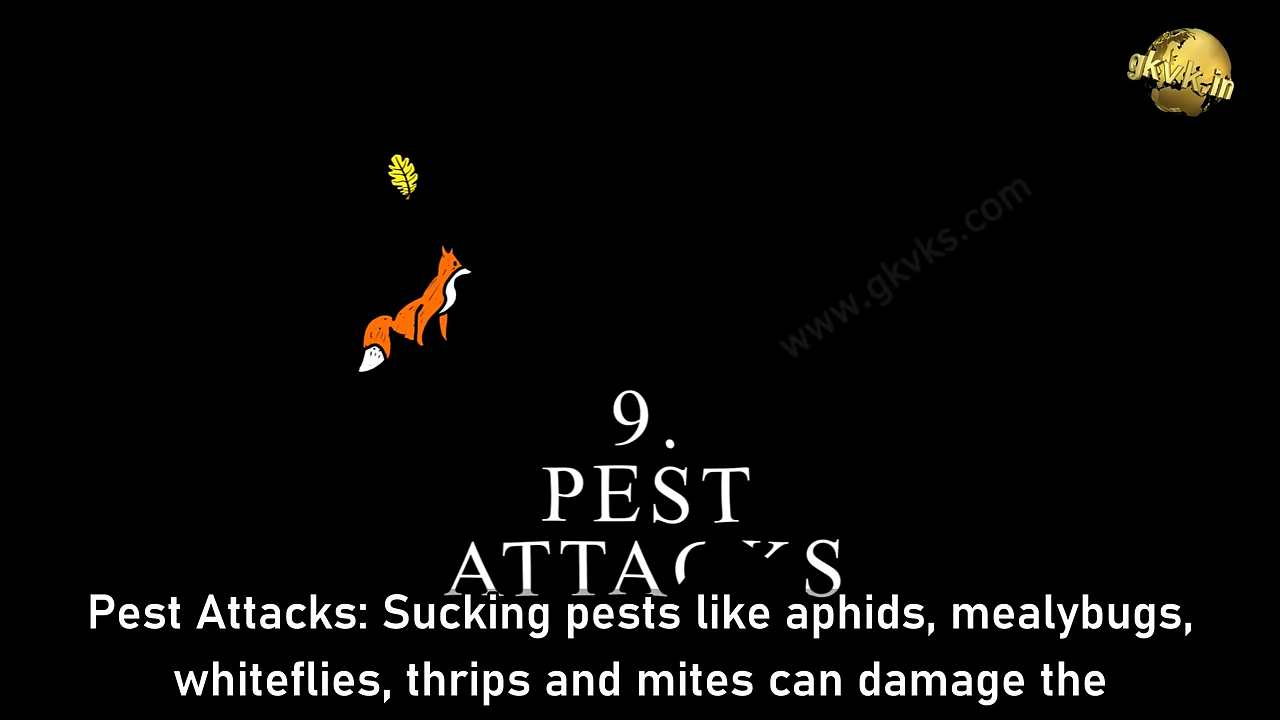 gkvk.in
www.gkvks.com
9.
PEST
ATTACKS
Pest Attacks: Sucking pests like aphids, mealybugs,
whiteflies, thrips and mites can damage the